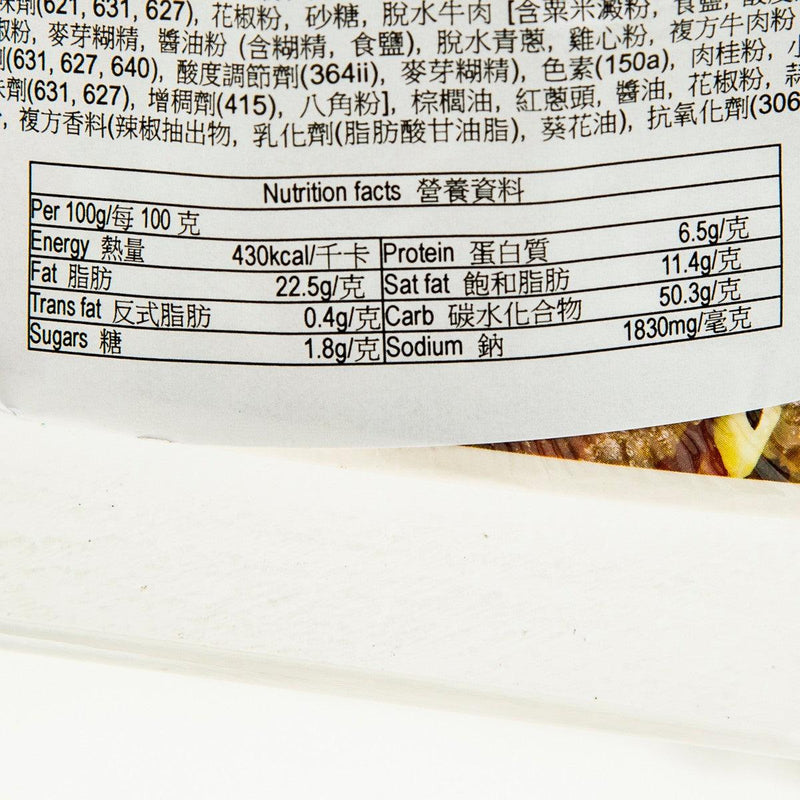 味劑(621, 631, 627), 花椒粉, 砂糖, 脫水牛肉 [含粟米澱粉, 食鹽, 酸度
椒粉, 麥芽糊精, 醬油粉 (含糊精, 食鹽), 脫水青蔥, 雞心粉, 複方牛肉粉
(631, 627, 640), 酸度調節劑(364ii), 麥芽糊精), 色素(150a), 肉桂粉, 小
味劑(631, 627), 增稠劑(415), 八角粉], 棕櫚油, 紅蔥頭, 醬油, 花椒粉, 蒜
, 複方香料(辣椒抽出物, 乳化劑(脂肪酸甘油脂), 葵花油), 抗氧化劑(306
Nutrition facts 營養資料
Per 100g/每 100 克
Energy 熱量 430kcal/千卡 Protein 蛋白質 6.5g/克
Fat 脂肪 22.5g/克 Sat fat 飽和脂肪 11.4g/克
Trans fat 反式脂肪 0.4g/克 Carb 碳水化合物 50.3g/克
Sugars 糖 1.8g/克 Sodium 鈉 1830mg/毫克